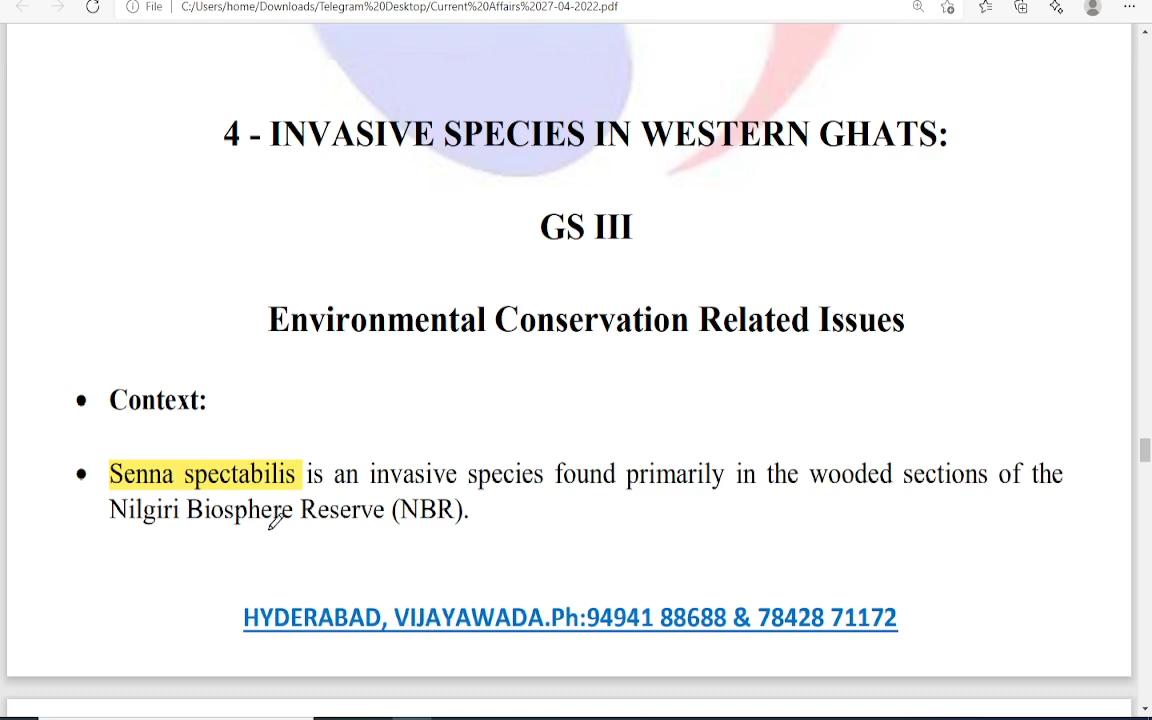 File
C:/Users/home/Downloads/Telegram%20Desktop/Current%20Affairs%2027-04-2022.pdf
4 - INVASIVE SPECIES IN WESTERN GHATS:
GS III
Environmental Conservation Related Issues
• Context:
• Senna spectabilis is an invasive species found primarily in the wooded sections of the
Nilgiri Biosphere Reserve (NBR).
HYDERABAD, VIJAYAWADA.Ph:94941 88688 & 78428 71172